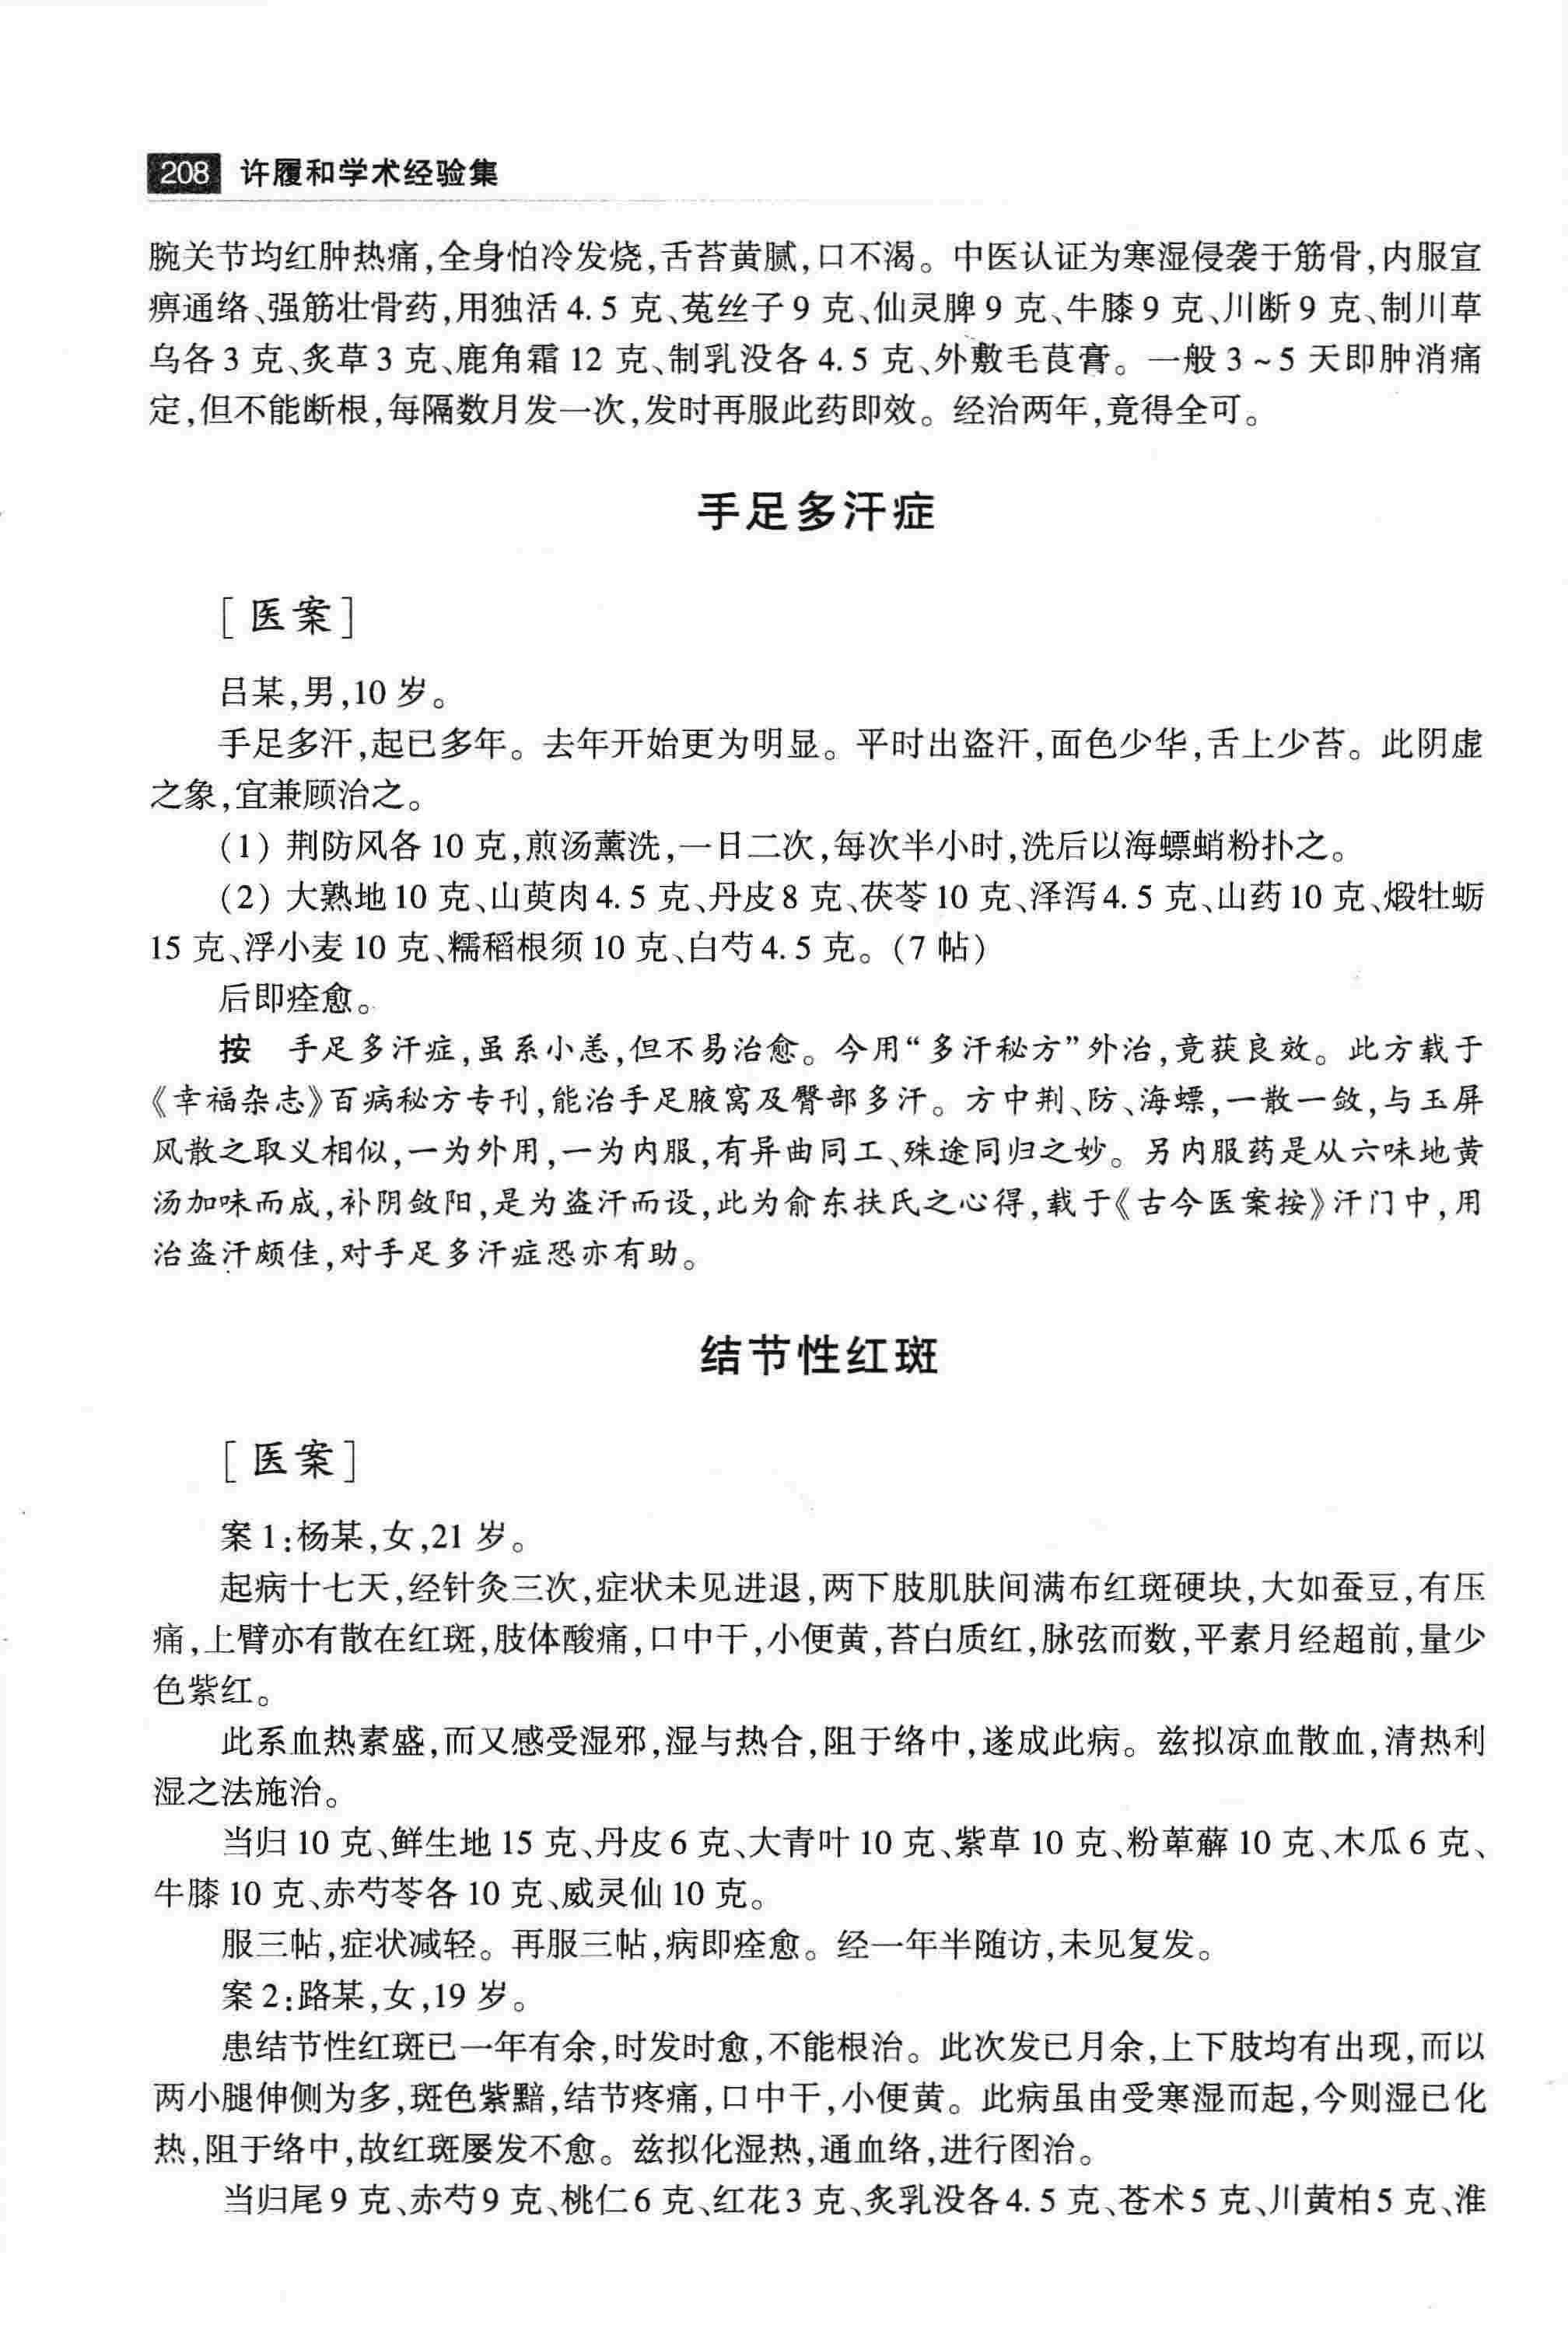 208 许履和学术经验集
腕关节均红肿热痛,全身怕冷发烧,舌苔黄腻,口不渴。中医认证为寒湿侵袭于筋骨,内服宣
痹通络、强筋壮骨药,用独活 4.5 克、菟丝子 9 克、仙灵脾 9 克、牛膝 9 克、川断 9 克、制川草
乌各 3 克、炙草 3 克、鹿角霜 12 克、制乳没各 4.5 克、外敷毛茛膏。一般 3~5 天即肿消痛
定,但不能断根,每隔数月发一次,发时再服此药即效。经治两年,竟得全可。
手足多汗症
[医案]
吕某,男,10 岁。
手足多汗,起已多年。去年开始更为明显。平时出盗汗,面色少华,舌上少苔。此阴虚
之象,宜兼顾治之。
(1) 荆防风各 10 克,煎汤薰洗,一日二次,每次半小时,洗后以海螵蛸粉扑之。
(2) 大熟地 10 克、山萸肉 4.5 克、丹皮 8 克、茯苓 10 克、泽泻 4.5 克、山药 10 克、煅牡蛎
15 克、浮小麦 10 克、糯稻根须 10 克、白芍 4.5 克。(7 帖)
后即痊愈。
按 手足多汗症,虽系小恙,但不易治愈。今用“多汗秘方”外治,竟获良效。此方载于
《幸福杂志》百病秘方专刊,能治手足腋窝及臀部多汗。方中荆、防、海螵,一散一敛,与玉屏
风散之取义相似,一为外用,一为内服,有异曲同工、殊途同归之妙。另内服药是从六味地黄
汤加味而成,补阴敛阳,是为盗汗而设,此为俞东扶氏之心得,载于《古今医案按》汗门中,用
治盗汗颇佳,对手足多汗症恐亦有助。
结节性红斑
[医案]
案 1:杨某,女,21 岁。
起病十七天,经针灸三次,症状未见进退,两下肢肌肤间满布红斑硬块,大如蚕豆,有压
痛,上臂亦有散在红斑,肢体酸痛,口中干,小便黄,苔白质红,脉弦而数,平素月经超前,量少
色紫红。
此系血热素盛,而又感受湿邪,湿与热合,阻于络中,遂成此病。兹拟凉血散血,清热利
湿之法施治。
当归 10 克、鲜生地 15 克、丹皮 6 克、大青叶 10 克、紫草 10 克、粉萆薢 10 克、木瓜 6 克、
牛膝 10 克、赤芍苓各 10 克、威灵仙 10 克。
服三帖,症状减轻。再服三帖,病即痊愈。经一年半随访,未见复发。
案 2:路某,女,19 岁。
患结节性红斑已一年有余,时发时愈,不能根治。此次发已月余,上下肢均有出现,而以
两小腿伸侧为多,斑色紫黯,结节疼痛,口中干,小便黄。此病虽由受寒湿而起,今则湿已化
热,阻于络中,故红斑屡发不愈。兹拟化湿热,通血络,进行图治。
当归尾 9 克、赤芍 9 克、桃仁 6 克、红花 3 克、炙乳没各 4.5 克、苍术 5 克、川黄柏 5 克、淮